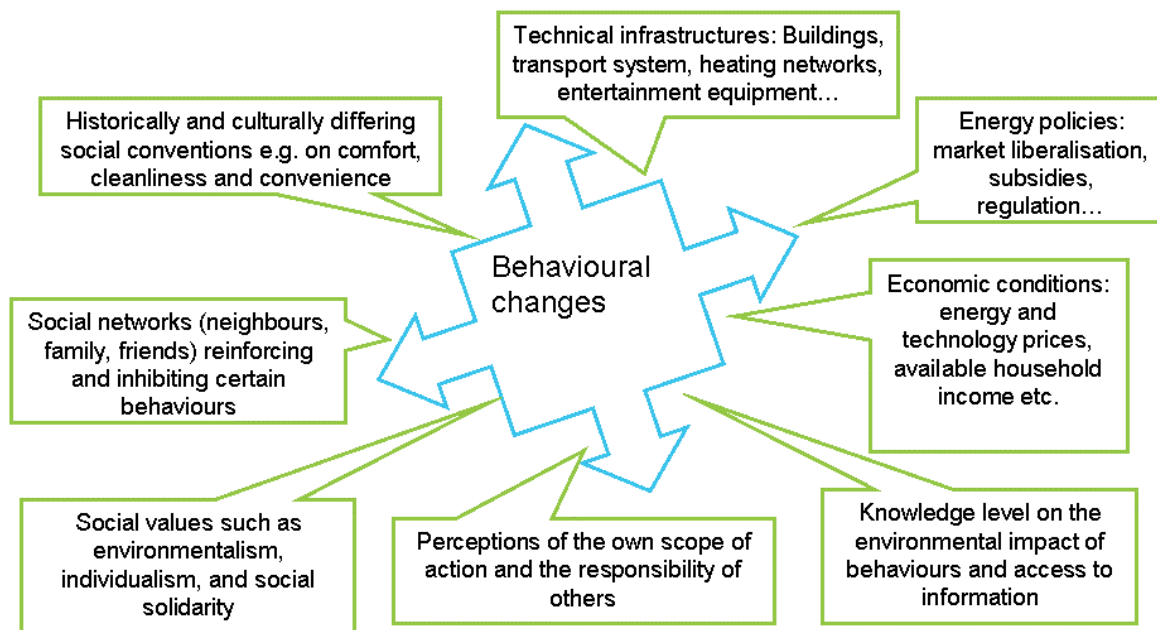 Technical infrastructures: Buildings,
transport system, heating networks,
entertainment equipment…
Historically and culturally differing
social conventions e.g. on comfort,
cleanliness and convenience
Energy policies:
market liberalisation,
subsidies,
regulation…
Behavioural
changes
Economic conditions:
energy and
technology prices,
available household
income etc.
Social networks (neighbours,
family, friends) reinforcing
and inhibiting certain
behaviours
Social values such as
environmentalism,
individualism, and social
solidarity
Perceptions of the own scope of
action and the responsibility of
others
Knowledge level on the
environmental impact of
behaviours and access to
information